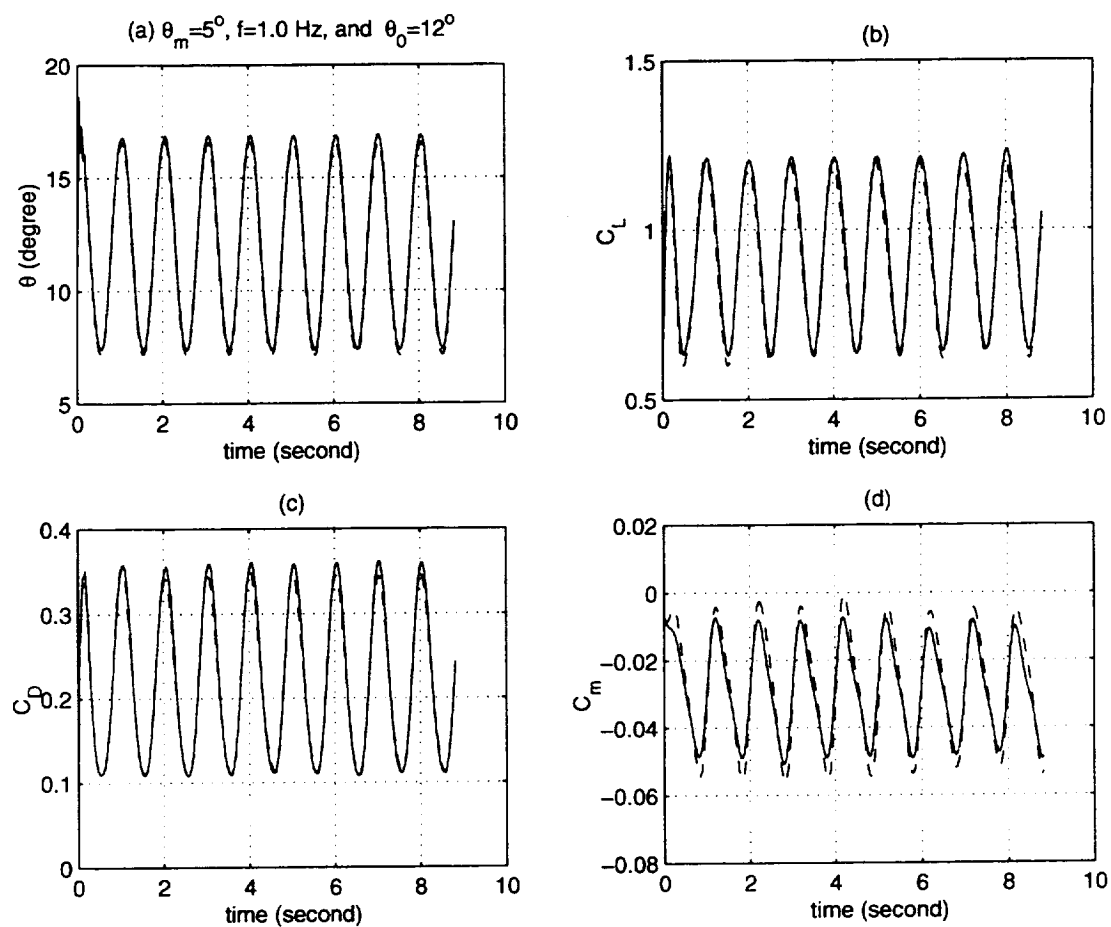 (a) θm=5°, f=1.0 Hz, and θ0=12°
20
15
10
5
θ (degree)
0 2 4 6 8 10
time (second)
(b)
1.5
1
0.5
CL
0 2 4 6 8 10
time (second)
(c)
0.4
0.3
0.2
0.1
0
CD
0 2 4 6 8 10
time (second)
(d)
0.02
0
−0.02
−0.04
−0.06
−0.08
Cm
0 2 4 6 8 10
time (second)